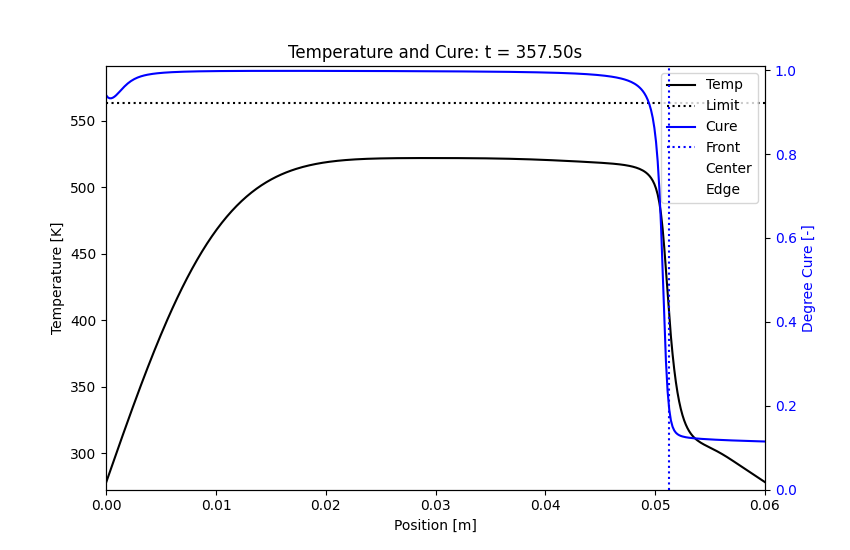 Temperature and Cure: t = 357.50s
Temperature [K]
550
500
450
400
350
300
Temp
Limit
Cure
Front
Center
Edge
1.0
0.8
0.6
0.4
0.2
0.0
Degree Cure [-]
0.00
0.01
0.02
0.03
0.04
0.05
0.06
Position [m]